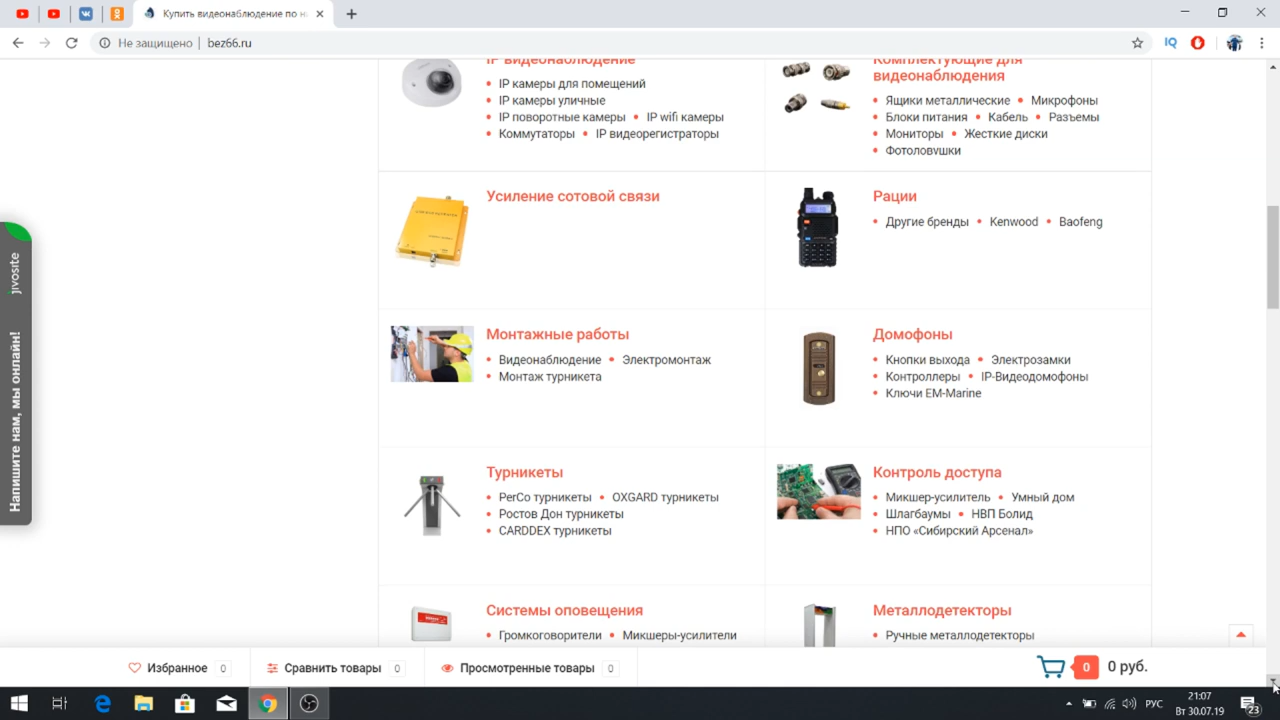 Купить видеонаблюдение по н
Не защищено | bez66.ru
IP видеонаблюдение
IP камеры для помещений
IP камеры уличные
IP поворотные камеры • IP wifi камеры
Коммутаторы • IP видеорегистраторы
Комплектующие для
видеонаблюдения
Ящики металлические • Микрофоны
Блоки питания • Кабель • Разъемы
Мониторы • Жесткие диски
Фотоловушки
Усиление сотовой связи
Рации
Другие бренды • Kenwood • Baofeng
Монтажные работы
Видеонаблюдение • Электромонтаж
Монтаж турникета
Домофоны
Кнопки выхода • Электрозамки
Контроллеры • IP-Видеодомофоны
Ключи EM-Marine
Турникеты
PerCo турникеты • OXGARD турникеты
Ростов Дон турникеты
CARDDEX турникеты
Контроль доступа
Микшер-усилитель • Умный дом
Шлагбаумы • НВП Болид
НПО «Сибирский Арсенал»
Системы оповещения
Громкоговорители • Микшеры-усилители
Металлодетекторы
Ручные металлодетекторы
Напишите нам, мы онлайн!
jivosite
Избранное 0
Сравнить товары 0
Просмотренные товары 0
0
0 руб.
IQ
РУС
21:07
Вт 30.07.19
23